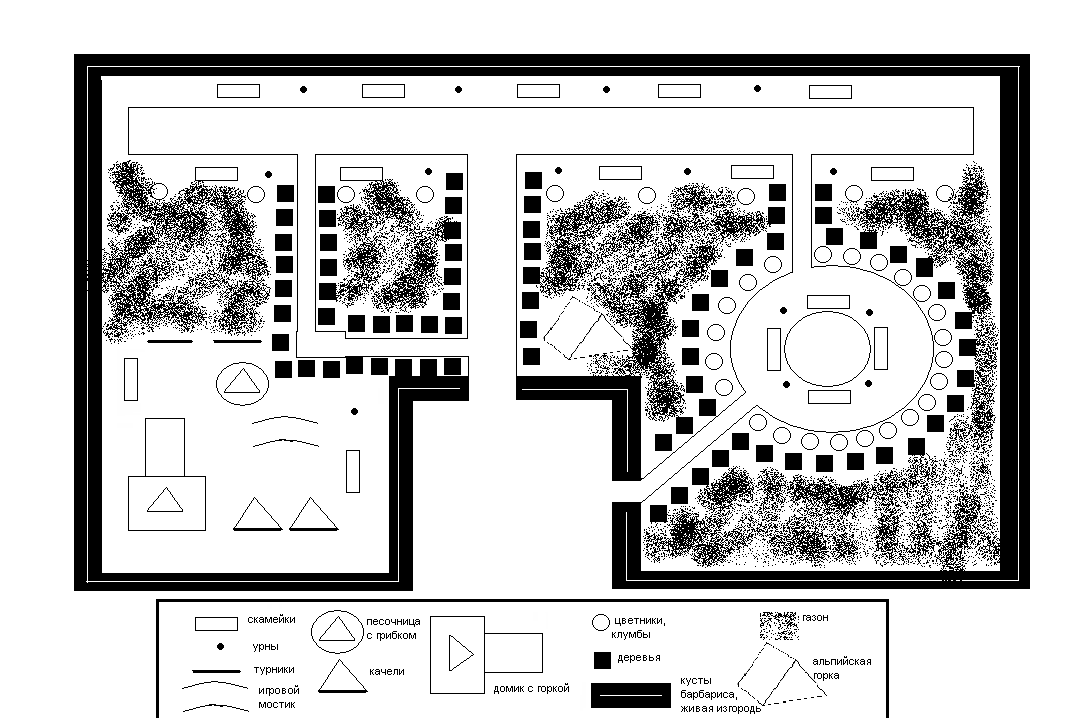 скамейки
урны
турники
игровой
мостик
песочница
с грибком
качели
домик с горкой
цветники,
клумбы
деревья
кусты
барбариса,
живая изгородь
газон
альпийская
горка